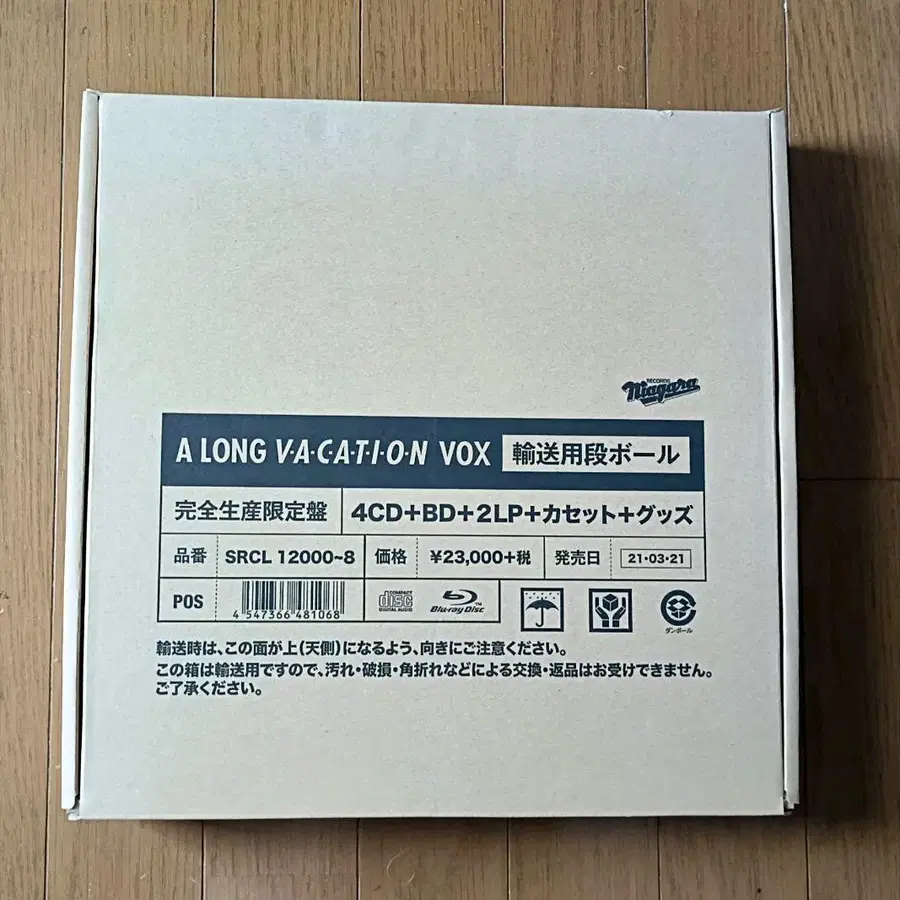 RECORDS
Niagara
A LONG V·A·C·A·T·I·O·N VOX 輸送用段ボール
完全生産限定盤 4CD+BD+2LP+カセット+グッズ
品番 SRCL 12000~8 価格 ¥23,000+税 発売日 21・03・21
POS 4 547366 481068 COMPACT disc DIGITAL AUDIO Blu-ray Disc™ ダンボール
輸送時は、この面が上(天側)になるよう、向きにご注意ください。
この箱は輸送用ですので、汚れ・破損・角折れなどによる交換・返品はお受けできません。
ご了承ください。